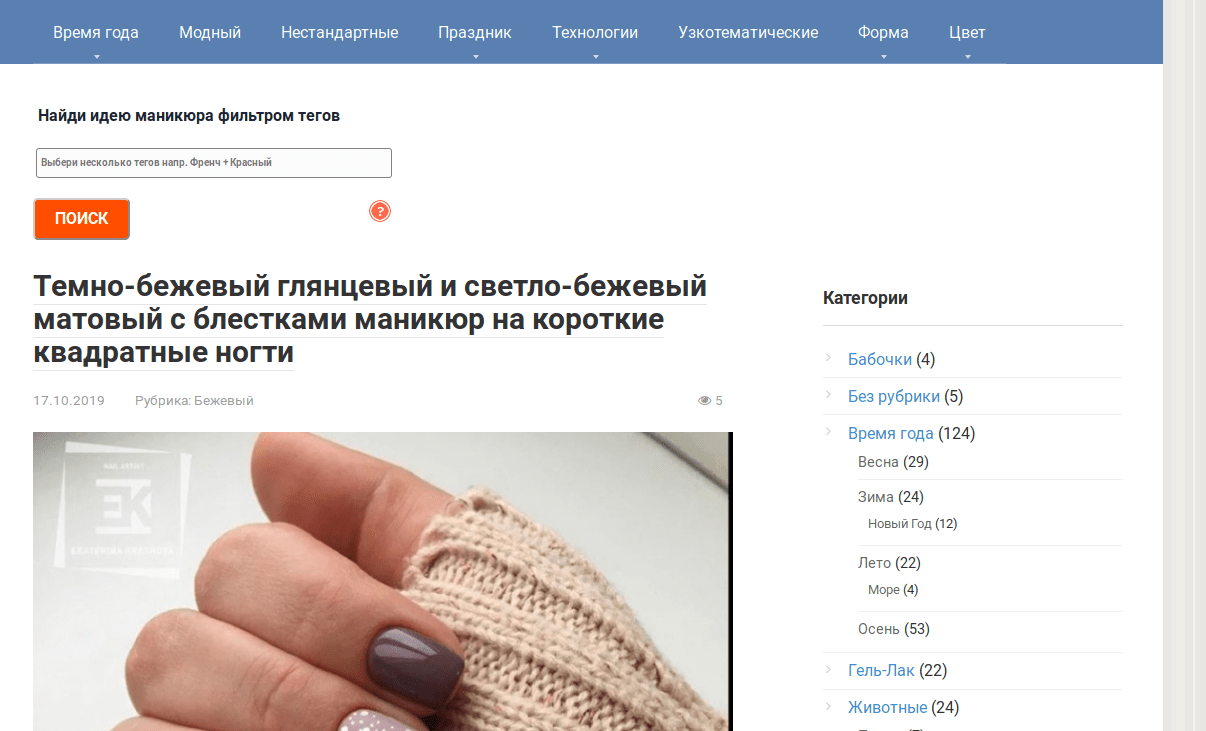 Время года Модный Нестандартные Праздник Технологии Узкотематические Форма Цвет
Найди идею маникюра фильтром тегов
Выбери несколько тегов напр. Френч + Красный
ПОИСК
?
Темно-бежевый глянцевый и светло-бежевый
матовый с блестками маникюр на короткие
квадратные ногти
17.10.2019 Рубрика: Бежевый 5
NAIL ARTIST
EK
Категории
Бабочки (4)
Без рубрики (5)
Время года (124)
Весна (29)
Зима (24)
Новый Год (12)
Лето (22)
Море (4)
Осень (53)
Гель-Лак (22)
Животные (24)